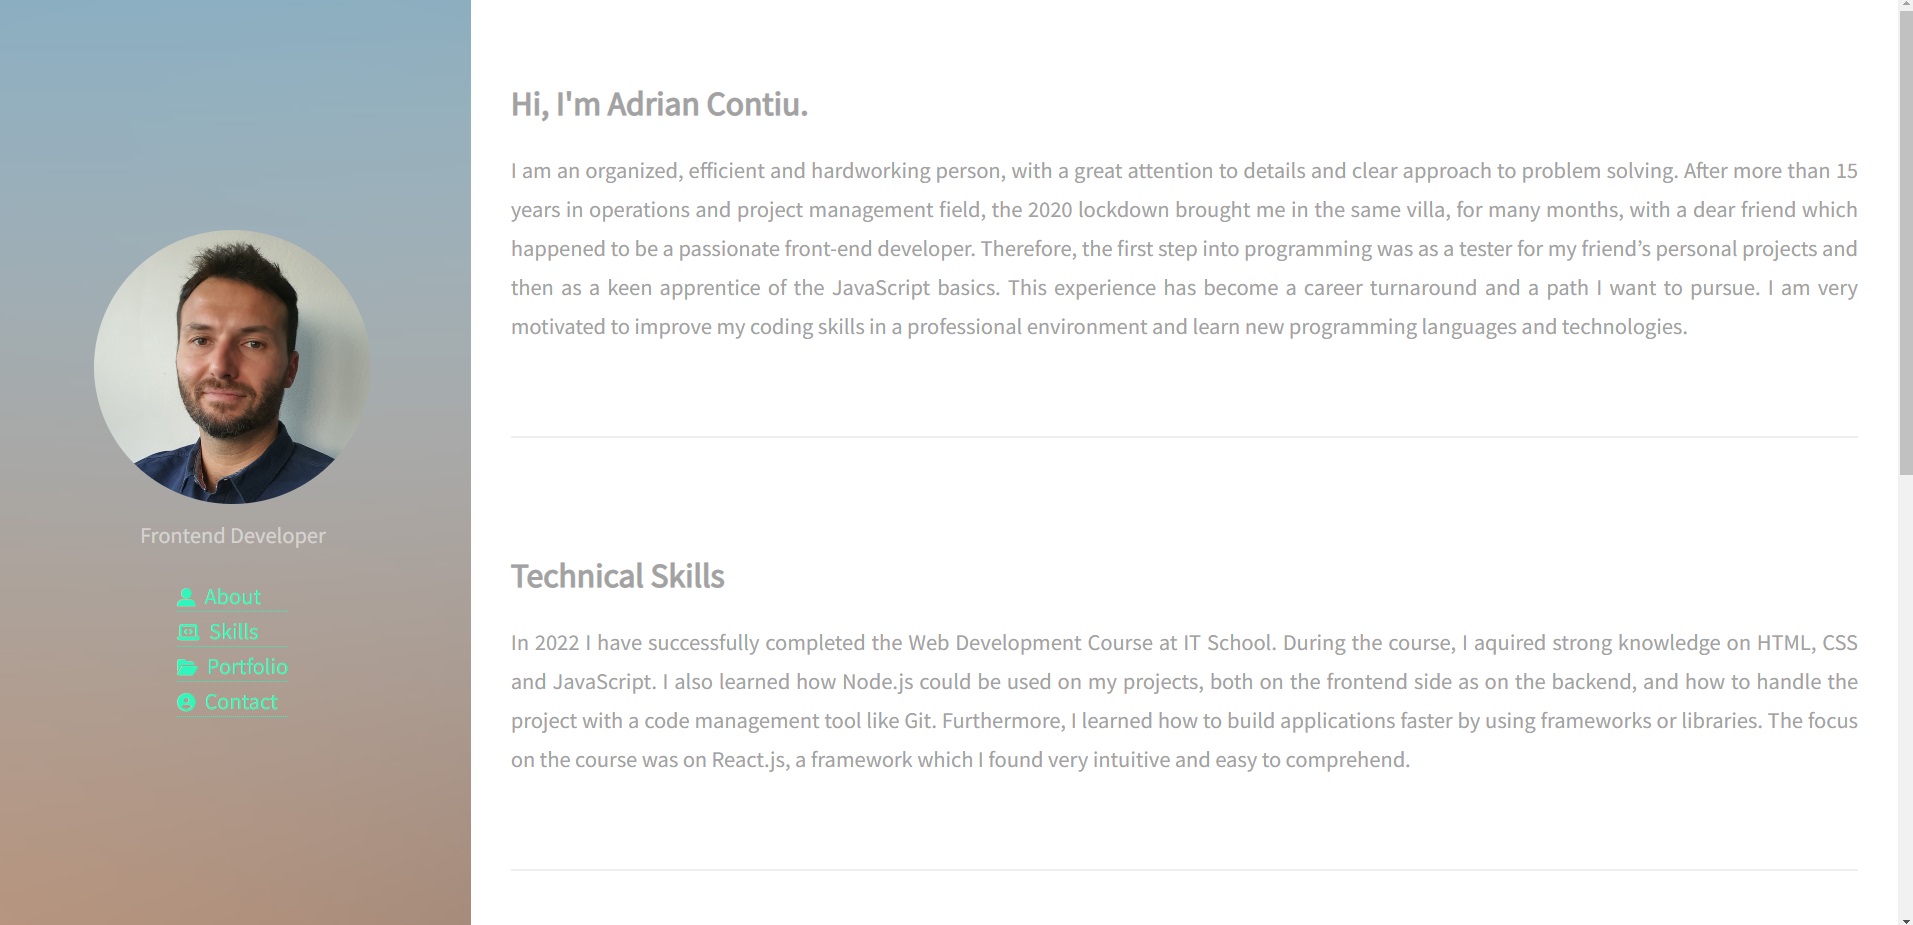 Frontend Developer
About
Skills
Portfolio
Contact
Hi, I'm Adrian Contiu.
I am an organized, efficient and hardworking person, with a great attention to details and clear approach to problem solving. After more than 15
years in operations and project management field, the 2020 lockdown brought me in the same villa, for many months, with a dear friend which
happened to be a passionate front-end developer. Therefore, the first step into programming was as a tester for my friend’s personal projects and
then as a keen apprentice of the JavaScript basics. This experience has become a career turnaround and a path I want to pursue. I am very
motivated to improve my coding skills in a professional environment and learn new programming languages and technologies.
Technical Skills
In 2022 I have successfully completed the Web Development Course at IT School. During the course, I aquired strong knowledge on HTML, CSS
and JavaScript. I also learned how Node.js could be used on my projects, both on the frontend side as on the backend, and how to handle the
project with a code management tool like Git. Furthermore, I learned how to build applications faster by using frameworks or libraries. The focus
on the course was on React.js, a framework which I found very intuitive and easy to comprehend.